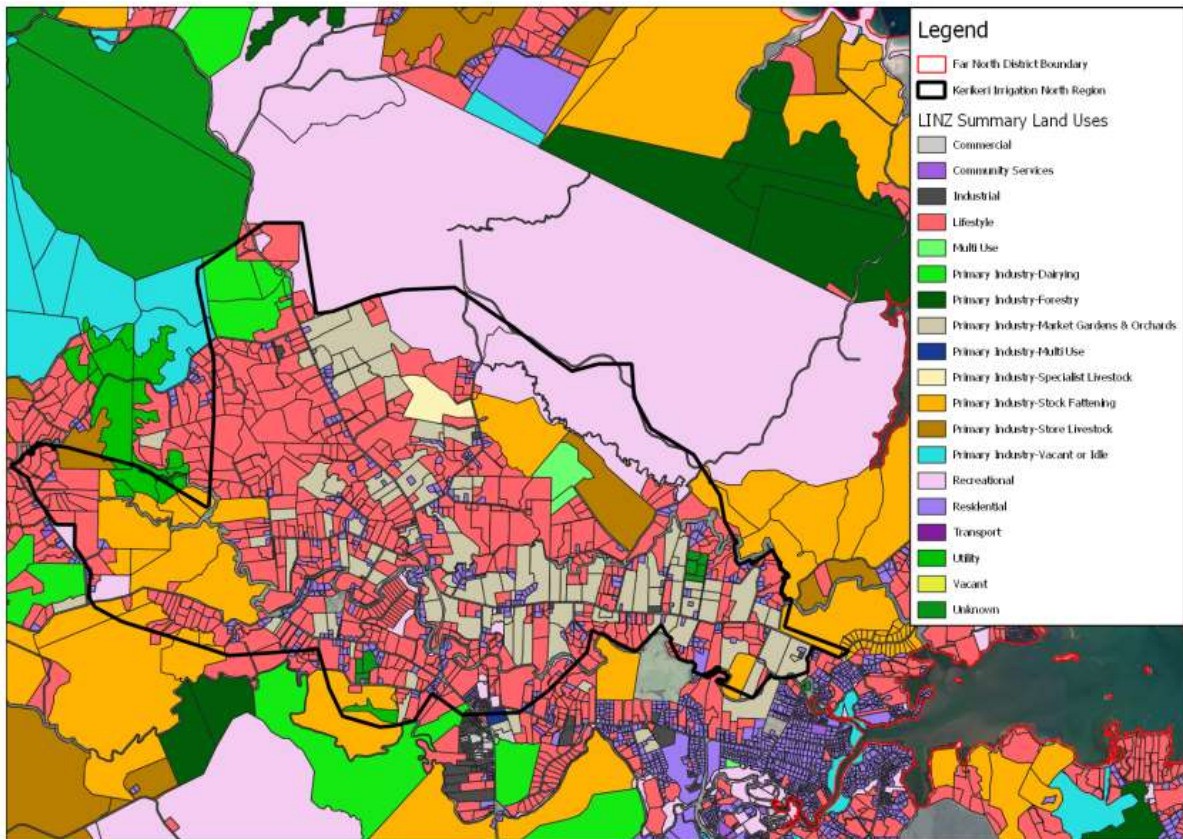 Legend
Far North District Boundary
Kerikeri Irrigation North Region
LINZ Summary Land Uses
Commercial
Community Services
Industrial
Lifestyle
Multi Use
Primary Industry-Dairying
Primary Industry-Forestry
Primary Industry-Market Gardens & Orchards
Primary Industry-Multi Use
Primary Industry-Specialist Livestock
Primary Industry-Stock Fattening
Primary Industry-Store Livestock
Primary Industry-Vacant or Idle
Recreational
Residential
Transport
Utility
Vacant
Unknown